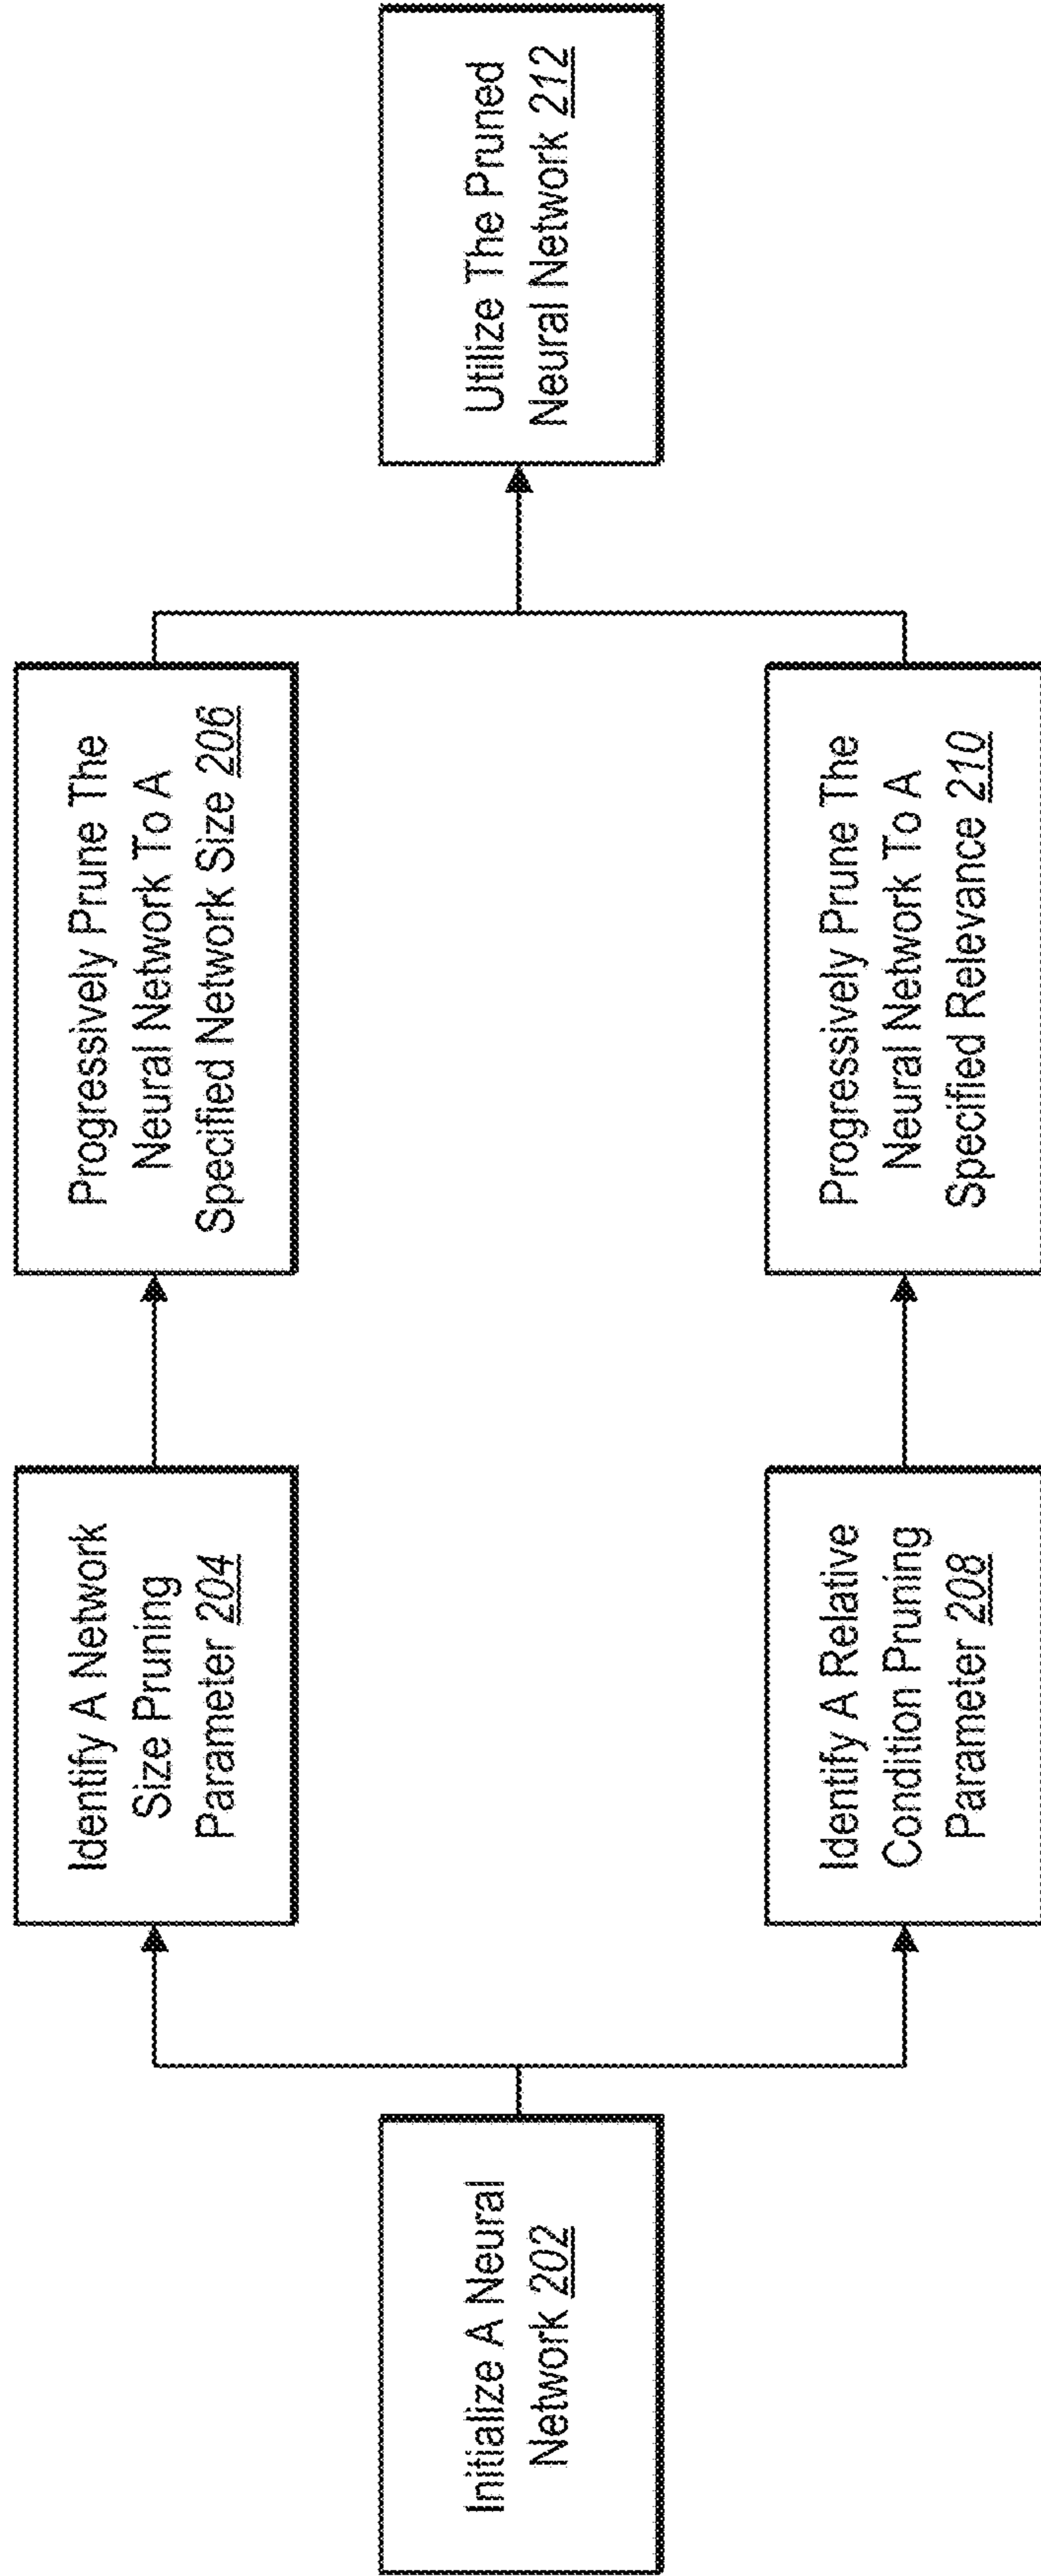 Initialize A Neural
Network 202
Identify A Network
Size Pruning
Parameter 204
Progressively Prune The
Neural Network To A
Specified Network Size 206
Identify A Relative
Condition Pruning
Parameter 208
Progressively Prune The
Neural Network To A
Specified Relevance 210
Utilize The Pruned
Neural Network 212